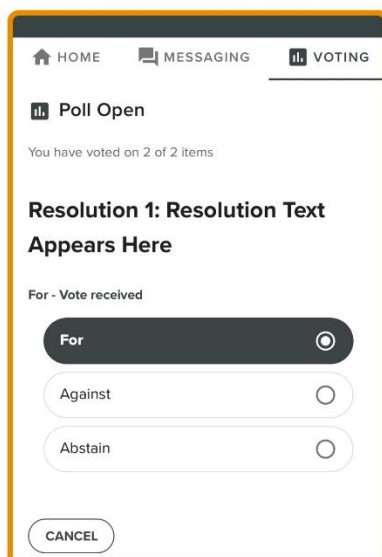 HOME MESSAGING VOTING
Poll Open
You have voted on 2 of 2 items
Resolution 1: Resolution Text
Appears Here
For - Vote received
For
Against
Abstain
CANCEL